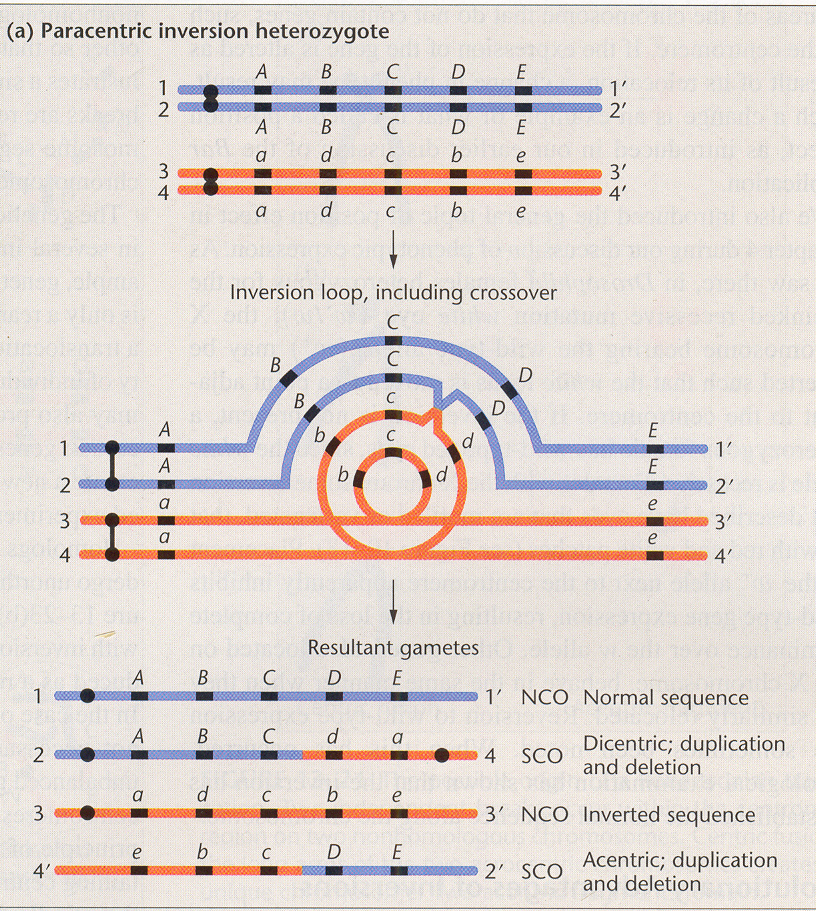 (a) Paracentric inversion heterozygote
A B C D E
1 1′
2 2′
A B C D E
a d c b e
3 3′
4 4′
a d c b e
Inversion loop, including crossover
C
B C D
B c D
b d
c
b d
1 A E 1′
2 A E 2′
3 a e 3′
4 a e 4′
Resultant gametes
A B C D E
1 1′ NCO Normal sequence
A B C d a
2 4 SCO Dicentric; duplication
and deletion
a d c b e
3 3′ NCO Inverted sequence
e b c D E
4′ 2′ SCO Acentric; duplication
and deletion